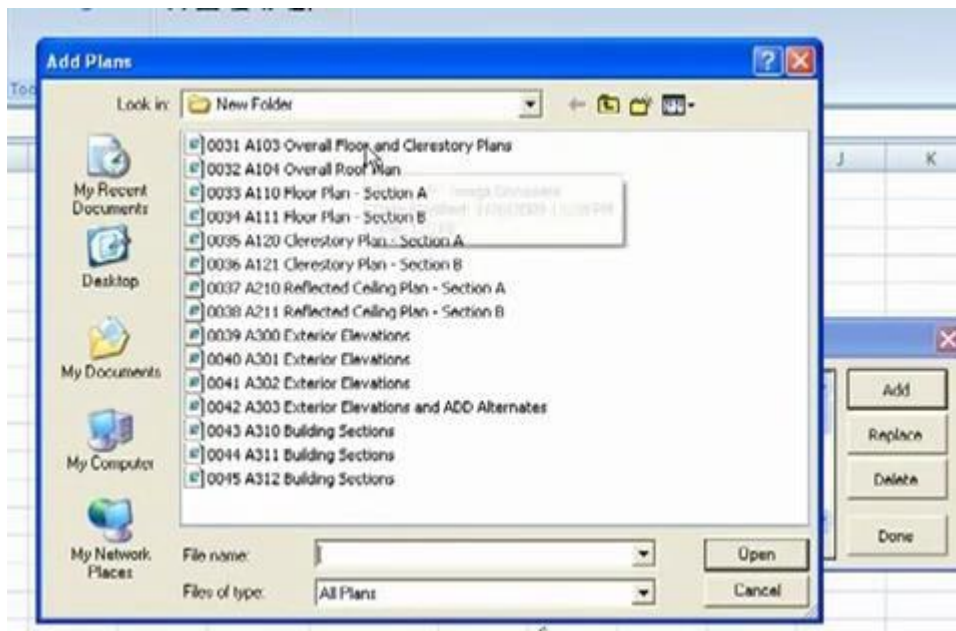 Add Plans
Too
Look in:
New Folder
My Recent
Documents
Desktop
My Documents
My Computer
My Network
Places
0031 A103 Overall Floor and Clerestory Plans
0032 A104 Overall Roof Plan
0033 A110 Floor Plan - Section A
0034 A111 Floor Plan - Section B
0035 A120 Clerestory Plan - Section A
0036 A121 Clerestory Plan - Section B
0037 A210 Reflected Ceiling Plan - Section A
0038 A211 Reflected Ceiling Plan - Section B
0039 A300 Exterior Elevations
0040 A301 Exterior Elevations
0041 A302 Exterior Elevations
0042 A303 Exterior Elevations and ADD Alternates
0043 A310 Building Sections
0044 A311 Building Sections
0045 A312 Building Sections
File name:
Open
Files of type:
All Plans
Cancel
J
K
Add
Replace
Delete
Done